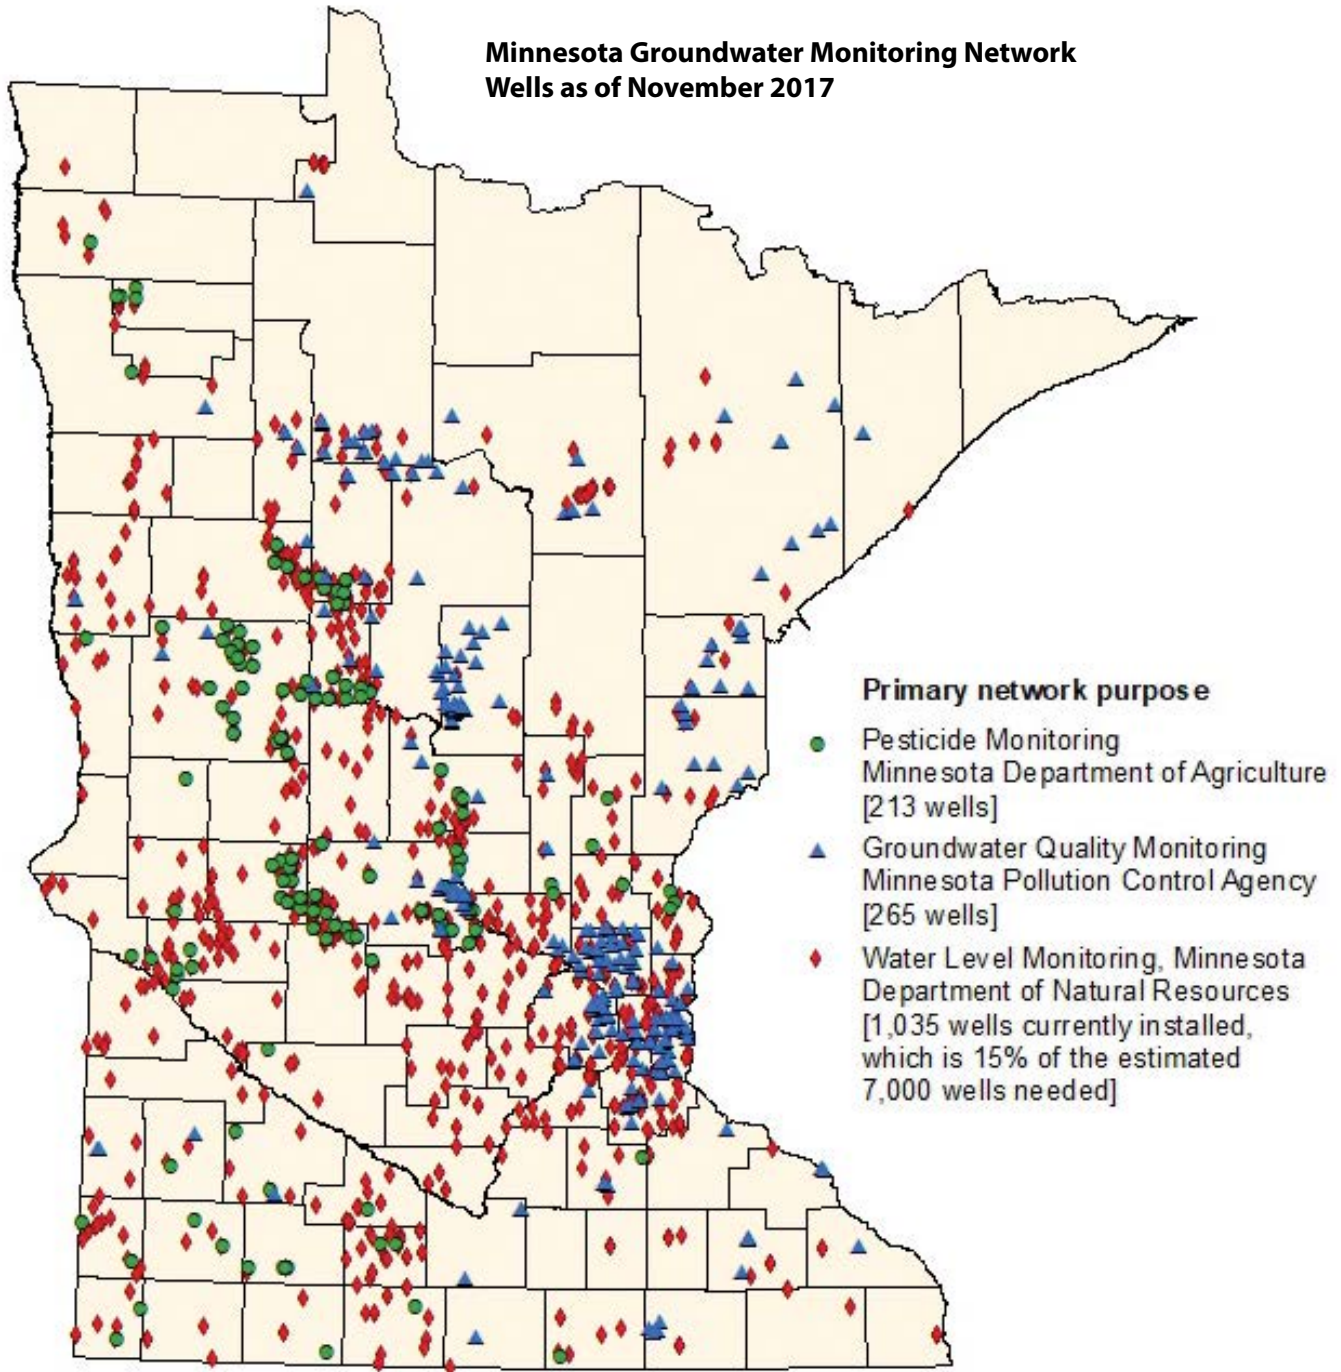 Minnesota Groundwater Monitoring Network
Wells as of November 2017
Primary network purpose
Pesticide Monitoring
Minnesota Department of Agriculture
[213 wells]
Groundwater Quality Monitoring
Minnesota Pollution Control Agency
[265 wells]
Water Level Monitoring, Minnesota
Department of Natural Resources
[1,035 wells currently installed,
which is 15% of the estimated
7,000 wells needed]